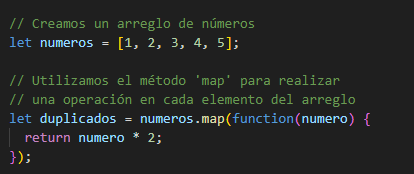 // Creamos un arreglo de números
let numeros = [1, 2, 3, 4, 5];
// Utilizamos el método 'map' para realizar
// una operación en cada elemento del arreglo
let duplicados = numeros.map(function(numero) {
  return numero * 2;
});